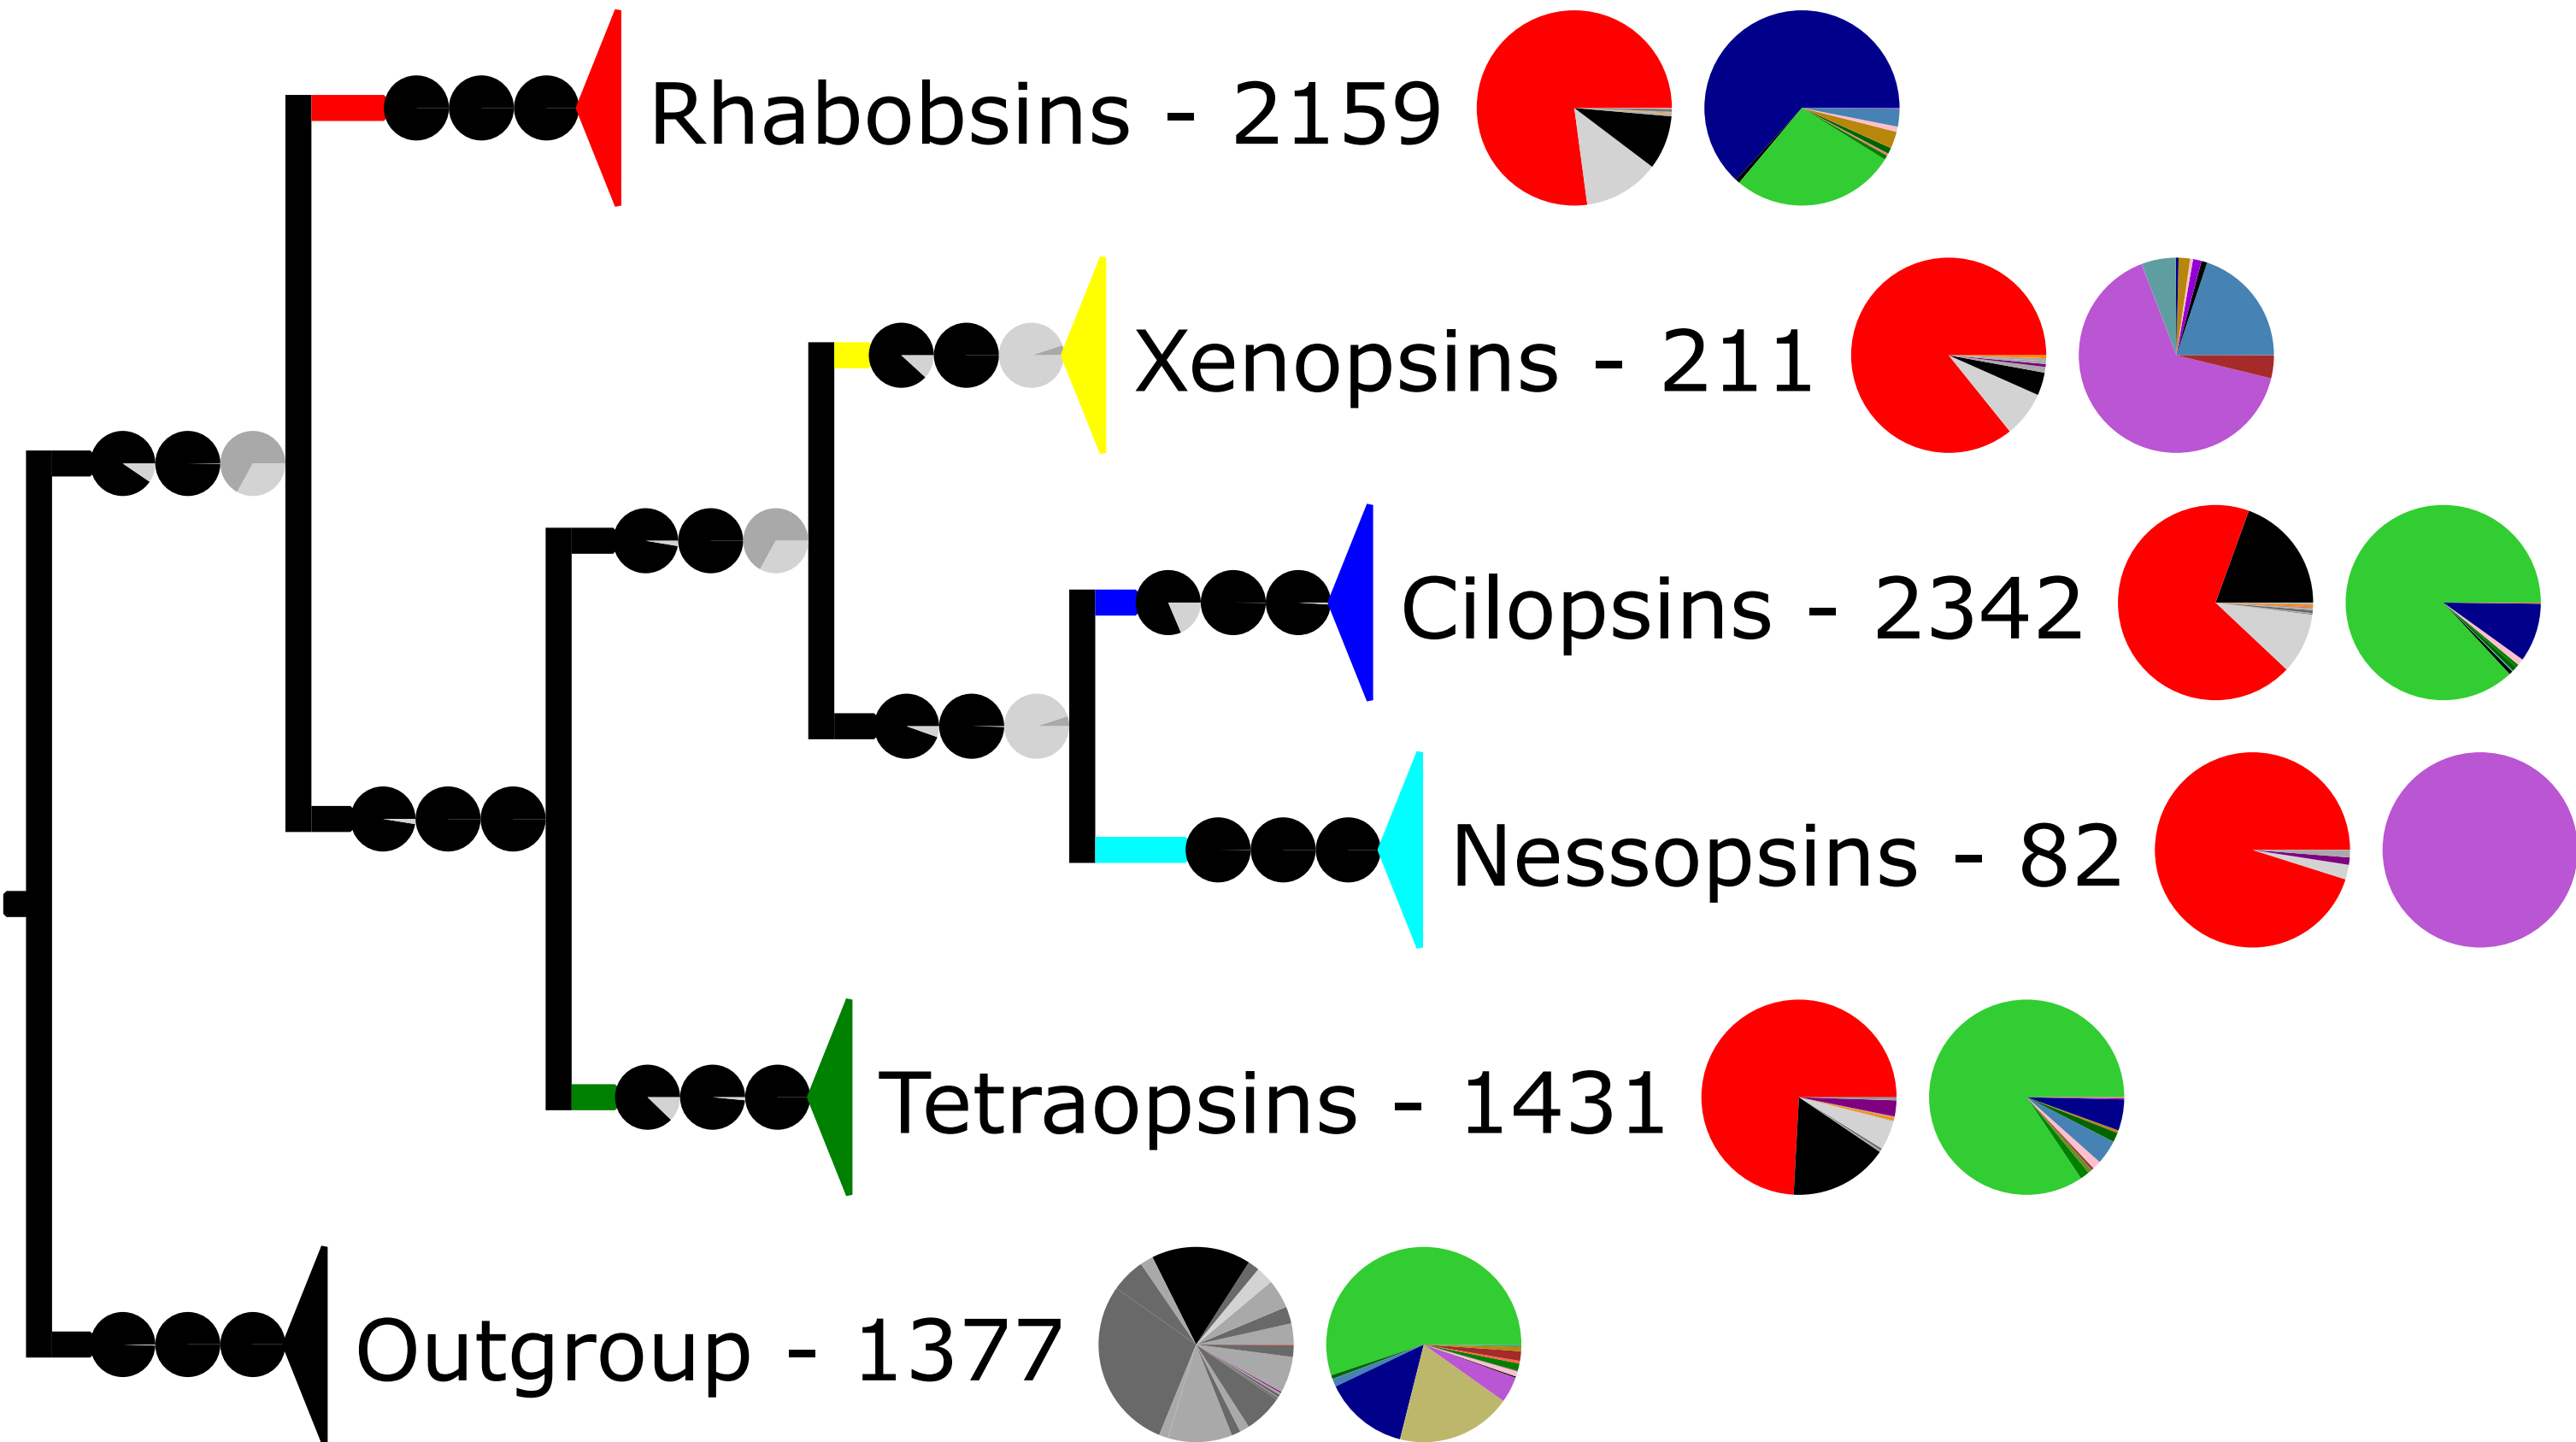 Rhabobsins - 2159
Xenopsins - 211
Cilopsins - 2342
Nessopsins - 82
Tetraopsins - 1431
Outgroup - 1377